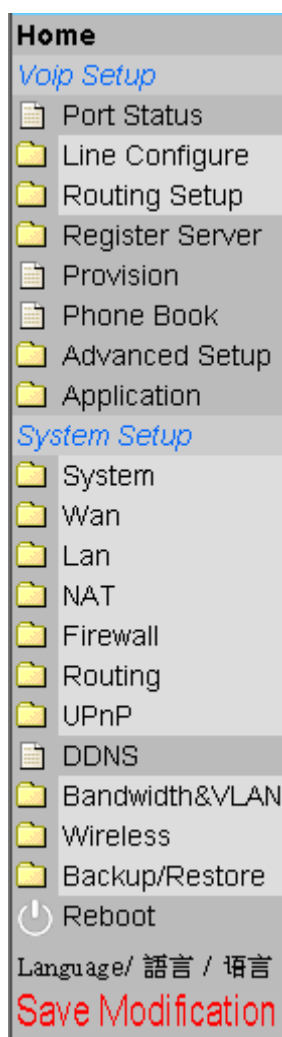 Home
Voip Setup
Port Status
Line Configure
Routing Setup
Register Server
Provision
Phone Book
Advanced Setup
Application
System Setup
System
Wan
Lan
NAT
Firewall
Routing
UPnP
DDNS
Bandwidth&VLAN
Wireless
Backup/Restore
Reboot
Language/ 語言 / 语言
Save Modification